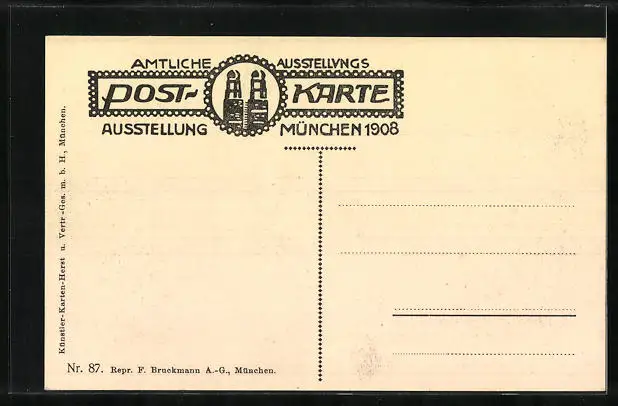 AMTLICHE AUSSTELLVNGS
POST- KARTE
AUSSTELLUNG MÜNCHEN 1908
Künstler-Karten-Herst u. Vertr-Ges. m. b. H., München.
Nr. 87. Repr. F. Bruckmann A.-G., München.